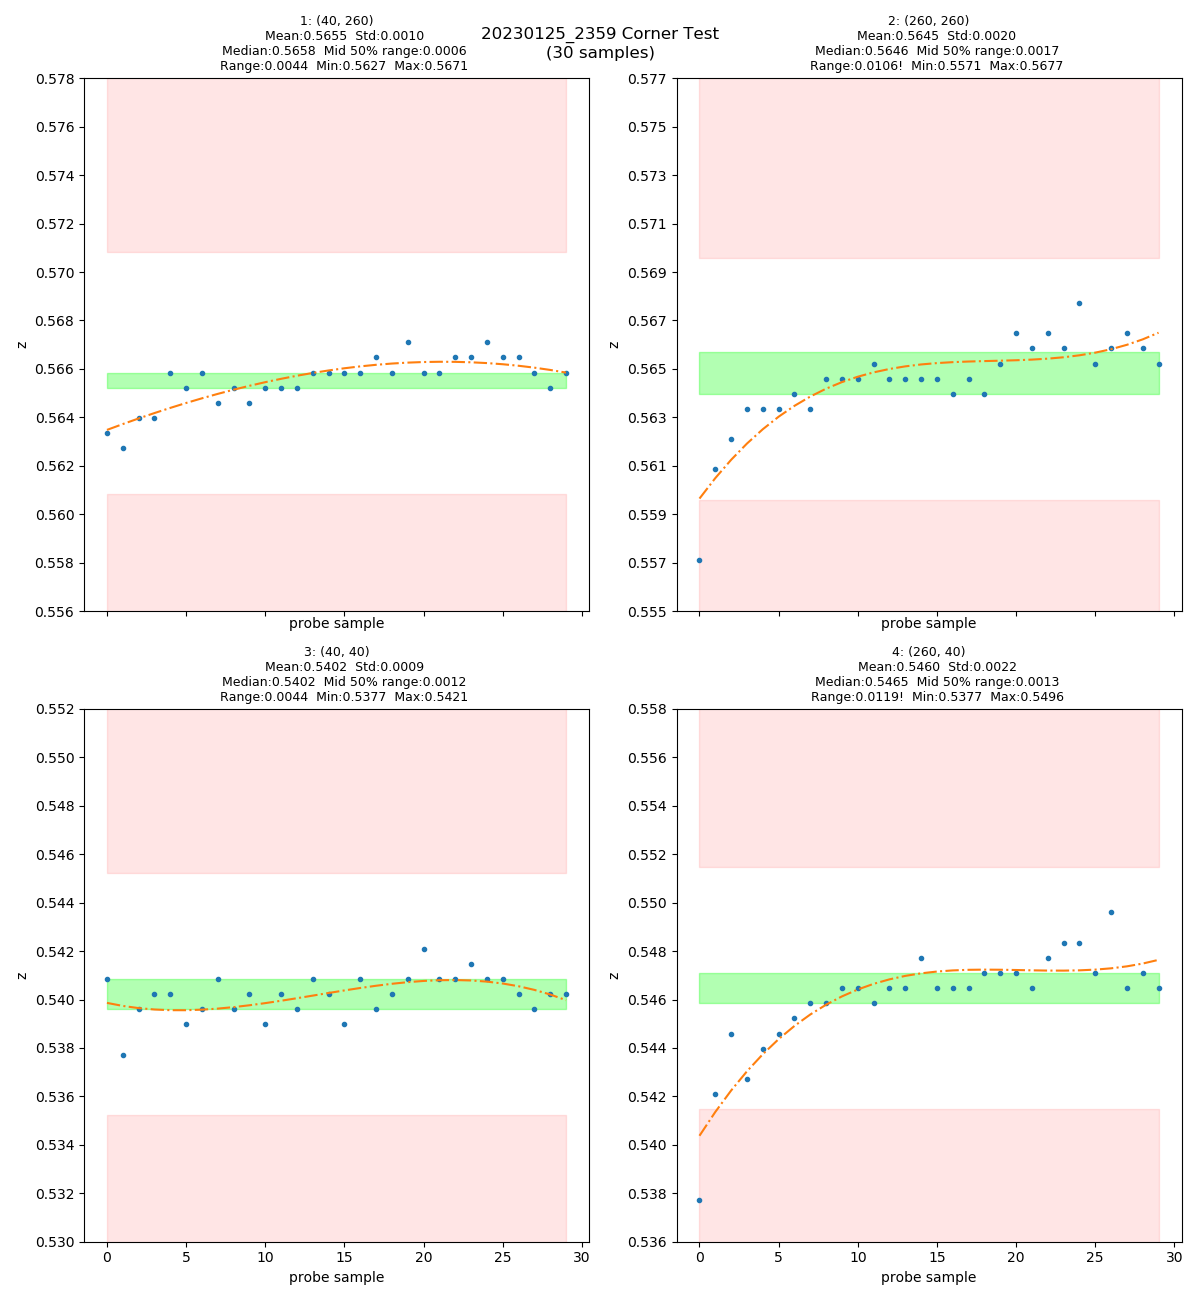 20230125_2359 Corner Test
(30 samples)
1: (40, 260)
Mean:0.5655  Std:0.0010
Median:0.5658  Mid 50% range:0.0006
Range:0.0044  Min:0.5627  Max:0.5671
0.578
0.576
0.574
0.572
0.570
0.568
0.566
0.564
0.562
0.560
0.558
0.556
z
probe sample
2: (260, 260)
Mean:0.5645  Std:0.0020
Median:0.5646  Mid 50% range:0.0017
Range:0.0106!  Min:0.5571  Max:0.5677
0.577
0.575
0.573
0.571
0.569
0.567
0.565
0.563
0.561
0.559
0.557
0.555
z
probe sample
3: (40, 40)
Mean:0.5402  Std:0.0009
Median:0.5402  Mid 50% range:0.0012
Range:0.0044  Min:0.5377  Max:0.5421
0.552
0.550
0.548
0.546
0.544
0.542
0.540
0.538
0.536
0.534
0.532
0.530
z
0 5 10 15 20 25 30
probe sample
4: (260, 40)
Mean:0.5460  Std:0.0022
Median:0.5465  Mid 50% range:0.0013
Range:0.0119!  Min:0.5377  Max:0.5496
0.558
0.556
0.554
0.552
0.550
0.548
0.546
0.544
0.542
0.540
0.538
0.536
z
0 5 10 15 20 25 30
probe sample